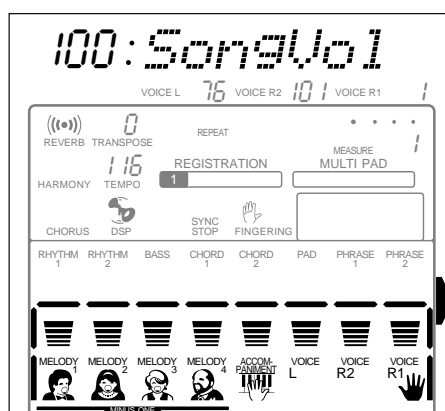 100:SongVol
VOICE L 76 VOICE R2 101 VOICE R1 1
REVERB TRANSPOSE 0 REPEAT MEASURE 1
HARMONY TEMPO 116 REGISTRATION 1 MULTI PAD
CHORUS DSP SYNC STOP FINGERING
RHYTHM 1 RHYTHM 2 BASS CHORD 1 CHORD 2 PAD PHRASE 1 PHRASE 2
MELODY 1 MELODY 2 MELODY 3 MELODY 4 ACCOM-PANIMENT VOICE L VOICE R2 VOICE R1
MINUS ONE